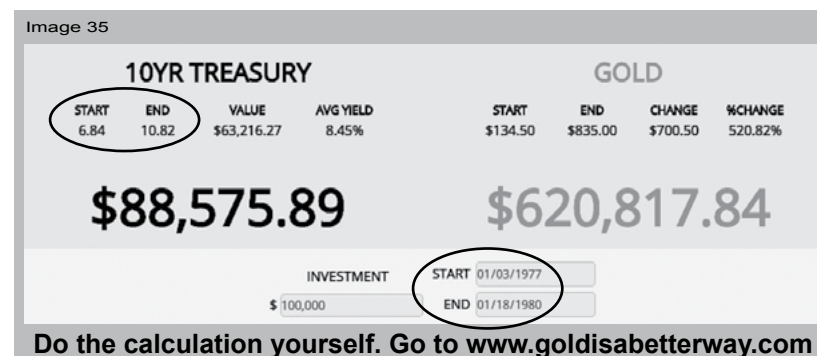 Image 35
10YR TREASURY GOLD
START END VALUE AVG YIELD START END CHANGE %CHANGE
6.84 10.82 $63,216.27 8.45% $134.50 $835.00 $700.50 520.82%
$88,575.89 $620,817.84
INVESTMENT START 01/03/1977
$ 100,000 END 01/18/1980
Do the calculation yourself. Go to www.goldisabetterway.com